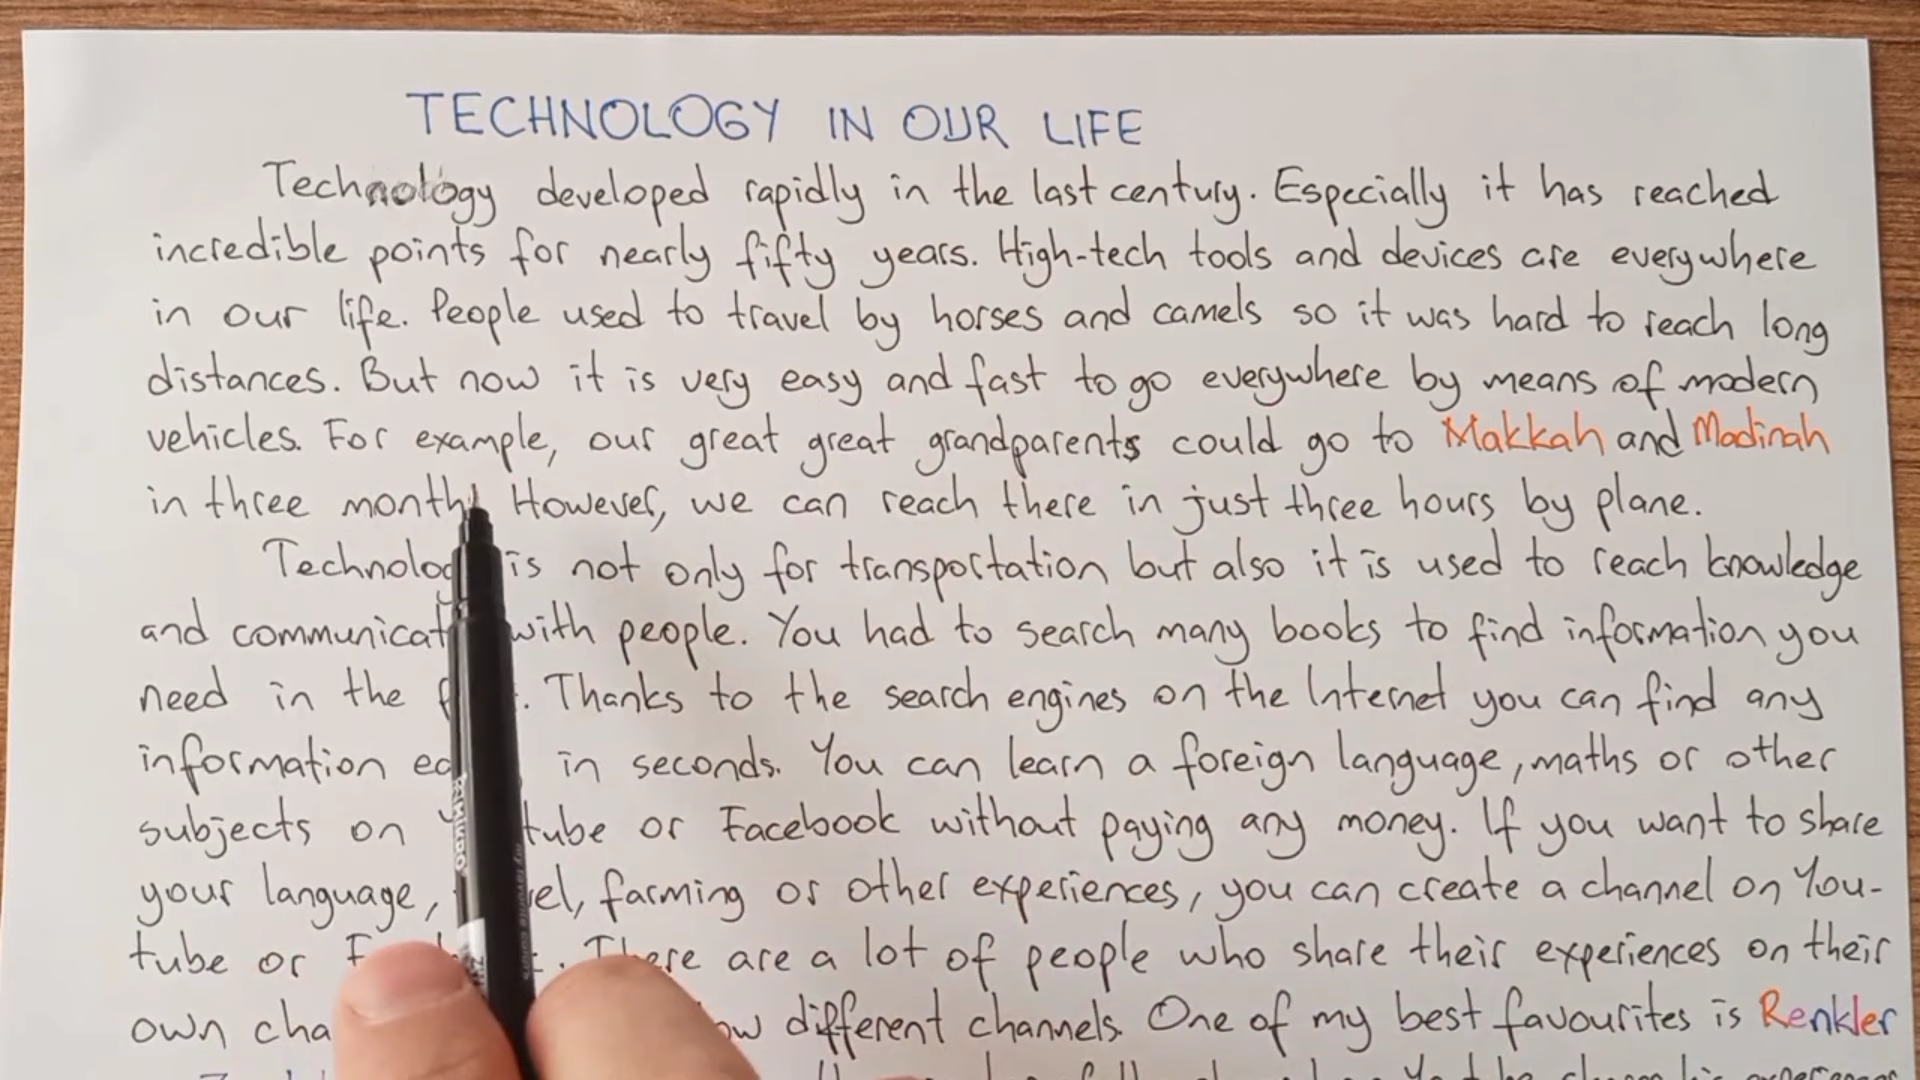 TECHNOLOGY IN OUR LIFE
Technology developed rapidly in the last century. Especially it has reached
incredible points for nearly fifty years. High-tech tools and devices are everywhere
in our life. People used to travel by horses and camels so it was hard to reach long
distances. But now it is very easy and fast to go everywhere by means of modern
vehicles. For example, our great great grandparents could go to Makkah and Madinah
in three However, we can reach there in just three hours by plane.
is not only for transportation but also it is used to reach knowledge
and with people. You had to search many books to find information you
need in the Thanks to the search engines on the Internet you can find any
information in seconds. You can learn a foreign language, maths or other
subjects on tube or Facebook without paying any money. If you want to share
your language, farming or other experiences, you can create a channel on You-
tube or are a lot of people who share their experiences on their
own different channels. One of my best favourites is Renkler